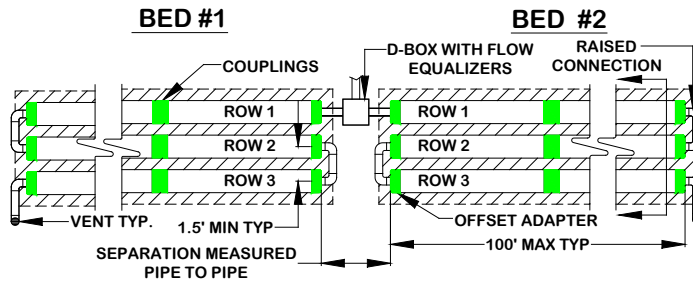 BED #1
BED #2
COUPLINGS
D-BOX WITH FLOW
EQUALIZERS
RAISED
CONNECTION
ROW 1
ROW 1
ROW 2
ROW 2
ROW 3
ROW 3
VENT TYP.
1.5' MIN TYP
OFFSET ADAPTER
SEPARATION MEASURED
PIPE TO PIPE
100' MAX TYP